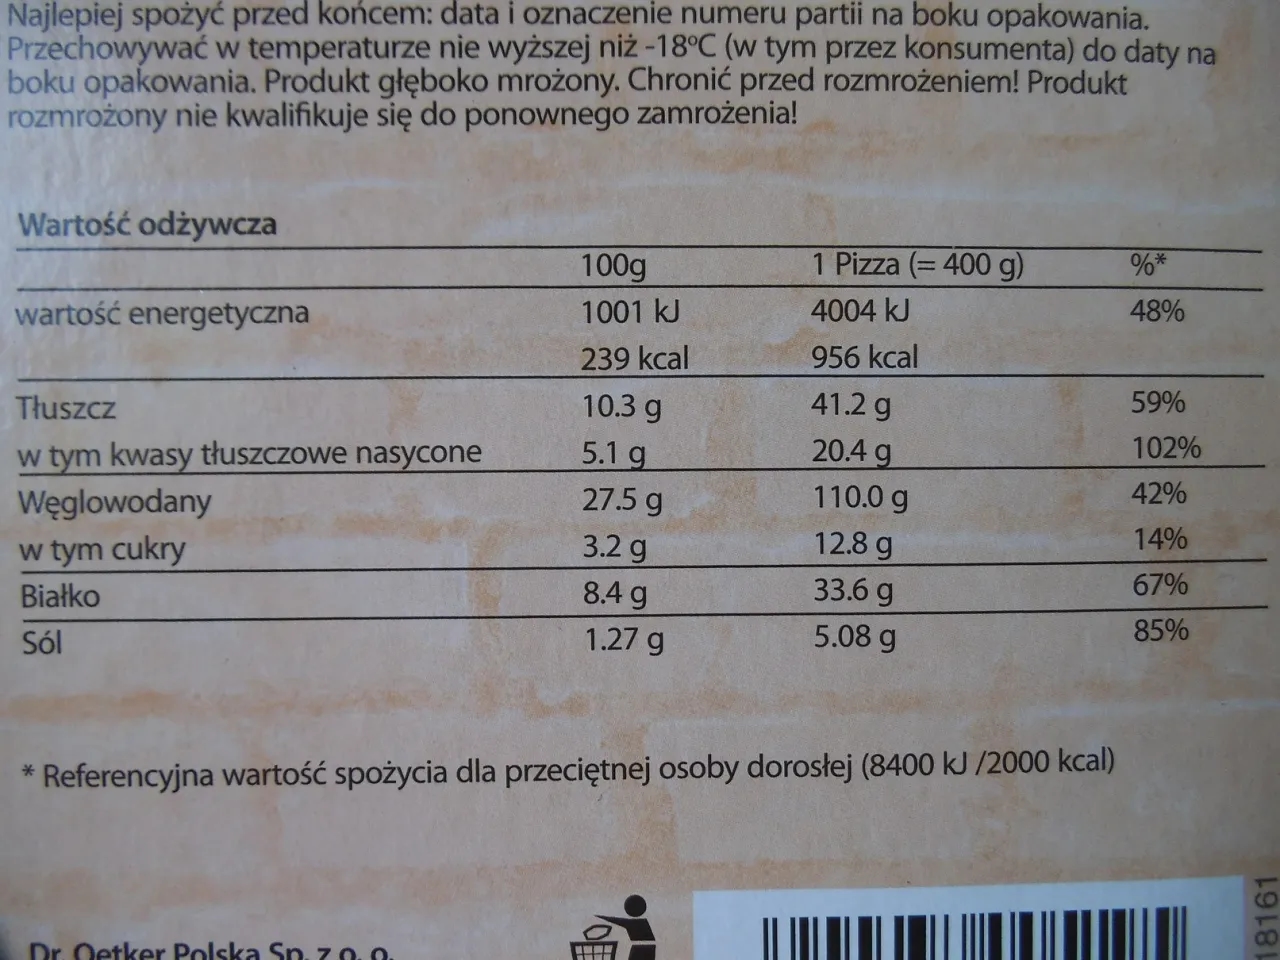 Najlepiej spożyć przed końcem: data i oznaczenie numeru partii na boku opakowania.
Przechowywać w temperaturze nie wyższej niż -18ºC (w tym przez konsumenta) do daty na
boku opakowania. Produkt głęboko mrożony. Chronić przed rozmrożeniem! Produkt
rozmrożony nie kwalifikuje się do ponownego zamrożenia!
Wartość odżywcza
100g 1 Pizza (= 400 g) %*
wartość energetyczna 1001 kJ 4004 kJ 48%
239 kcal 956 kcal
Tłuszcz 10.3 g 41.2 g 59%
w tym kwasy tłuszczowe nasycone 5.1 g 20.4 g 102%
Węglowodany 27.5 g 110.0 g 42%
w tym cukry 3.2 g 12.8 g 14%
Białko 8.4 g 33.6 g 67%
Sól 1.27 g 5.08 g 85%
* Referencyjna wartość spożycia dla przeciętnej osoby dorosłej (8400 kJ /2000 kcal)
Dr. Oetker Polska Sp. z o. o.
18161